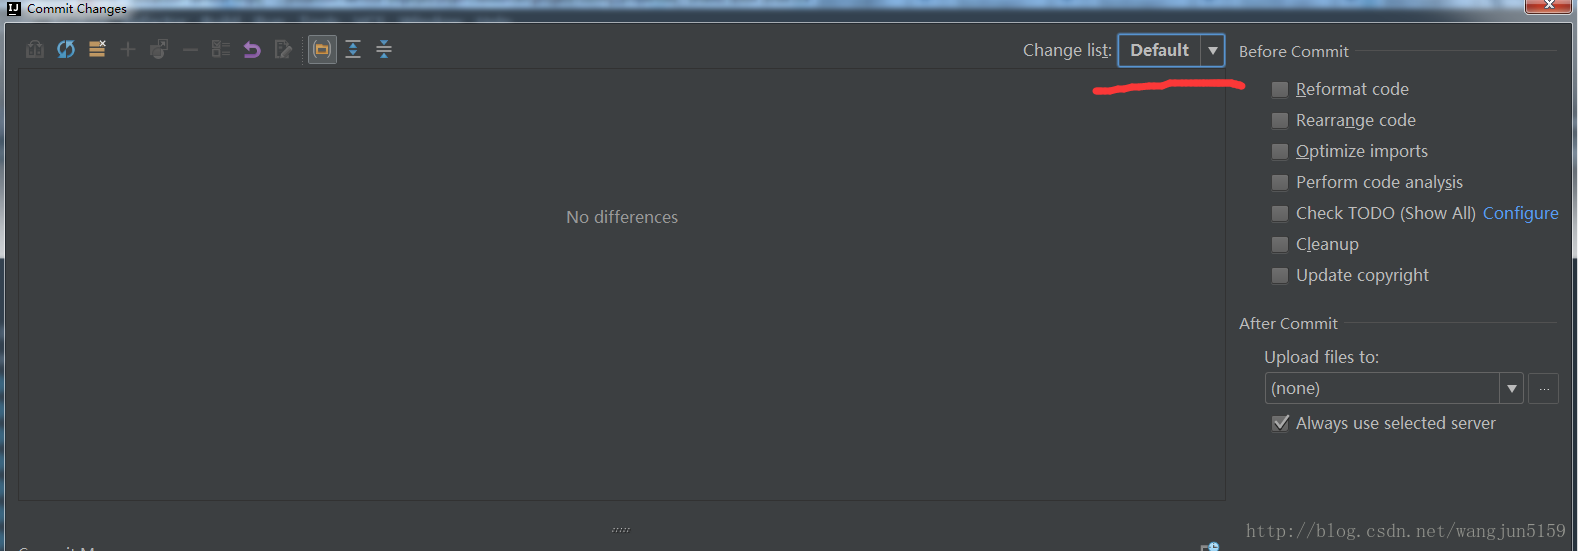 Commit Changes
Change list: Default
Before Commit
Reformat code
Rearrange code
Optimize imports
Perform code analysis
Check TODO (Show All) Configure
Cleanup
Update copyright
No differences
After Commit
Upload files to:
(none)
...
Always use selected server
http://blog.csdn.net/wangjun5159